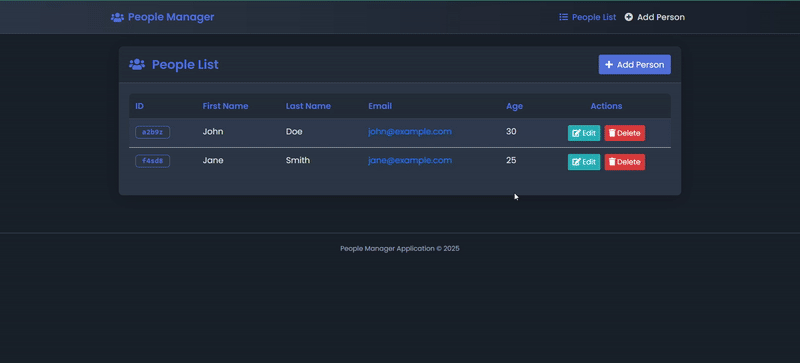 People Manager
People List
Add Person
People List
Add Person
ID First Name Last Name Email Age Actions
John Doe john@example.com 30 Edit Delete
Jane Smith jane@example.com 25 Edit Delete
People Manager Application © 2025